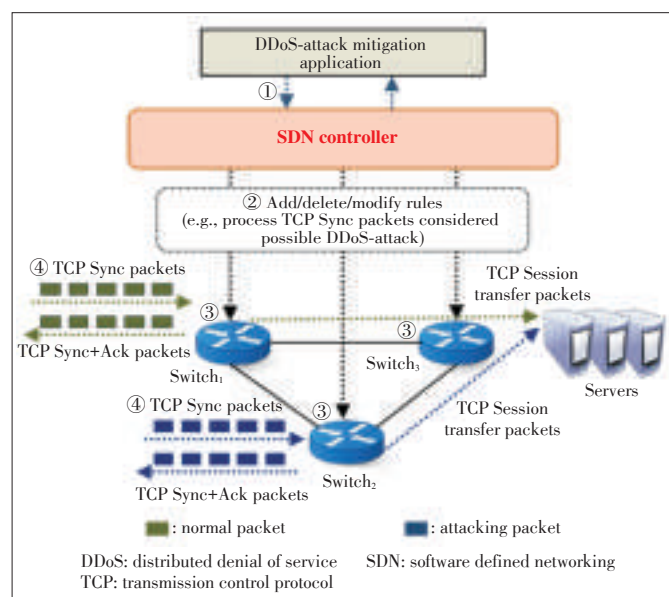 DDoS-attack mitigation
application
①
SDN controller
② Add/delete/modify rules
(e.g., process TCP Sync packets considered
possible DDoS-attack)
④ TCP Sync packets
TCP Session
transfer packets
③
③
TCP Sync+Ack packets
Switch₁
Switch₃
Servers
④ TCP Sync packets
③
TCP Session
transfer packets
TCP Sync+Ack packets
Switch₂
: normal packet
: attacking packet
DDoS: distributed denial of service
SDN: software defined networking
TCP: transmission control protocol